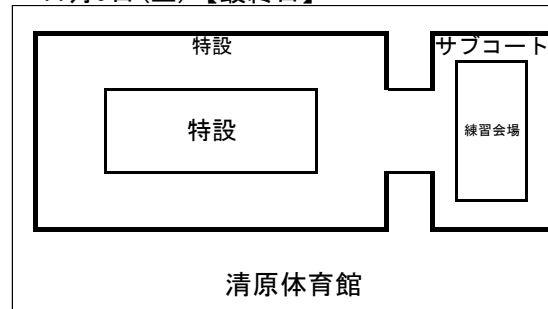 特設
サブコート
特設
練習会場
清原体育館